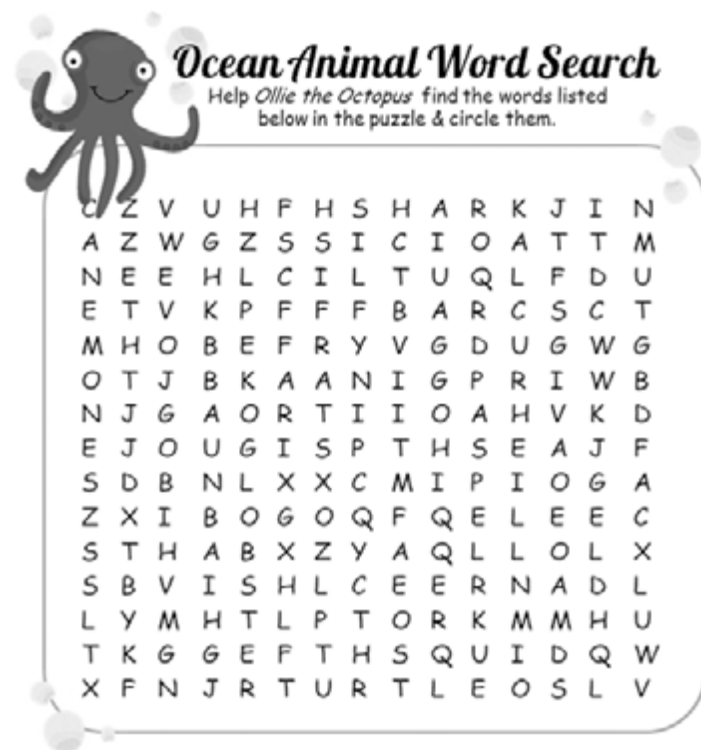 Ocean Animal Word Search
Help Ollie the Octopus find the words listed
below in the puzzle & circle them.
C Z V U H F H S H A R K J I N
A Z W G Z S S I C I O A T T M
N E E H L C I L T U Q L F D U
E T V K P F F F B A R C S C T
M H O B E F R Y V G D U G W G
O T J B K A A N I G P R I W B
N J G A O R T I I O A H V K D
E J O U G I S P T H S E A J F
S D B N L X X C M I P I O G A
Z X I B O G O Q F Q E L E E C
S T H A B X Z Y A Q L L O L X
S B V I S H L C E E R N A D L
L Y M H T L P T O R K M M H U
T K G G E F T H S Q U I D Q W
X F N J R T U R T L E O S L V